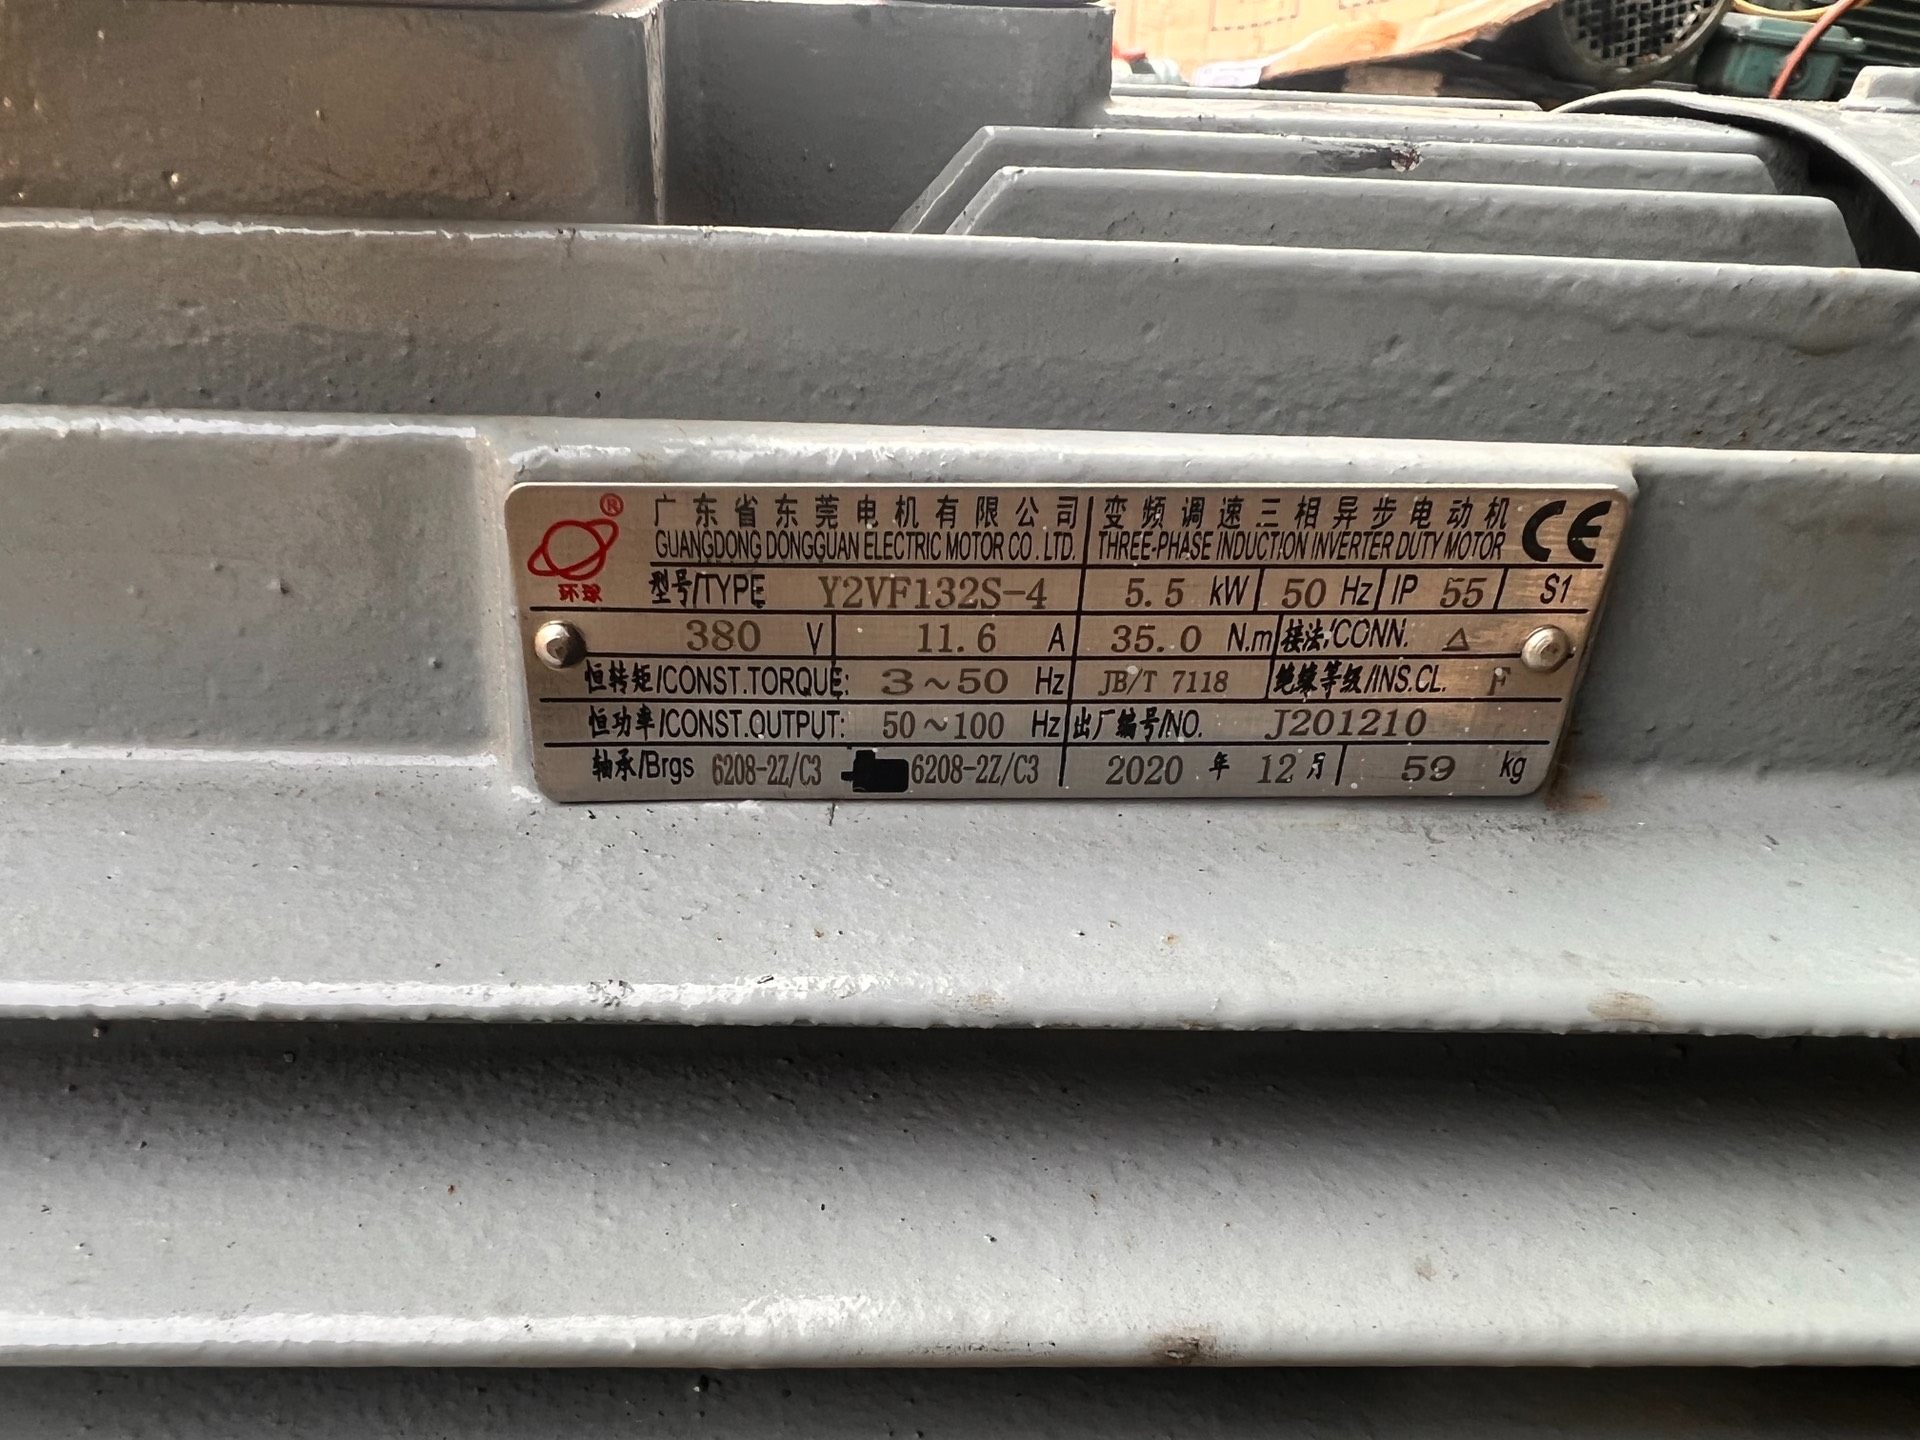 ® 广东省东莞电机有限公司 变频调速三相异步电动机 CE
GUANGDONG DONGGUAN ELECTRIC MOTOR CO.LTD. THREE-PHASE INDUCTION INVERTER DUTY MOTOR
环球 型号/TYPE Y2VF132S-4 5.5 kW 50 Hz IP 55 S1
380 V 11.6 A 35.0 N.m 接法/CONN. △
恒转矩/CONST.TORQUE: 3~50 Hz JB/T 7118 绝缘等级/INS.CL. F
恒功率/CONST.OUTPUT: 50~100 Hz 出厂编号/NO. J201210
轴承/Brgs 6208-2Z/C3 6208-2Z/C3 2020 年 12 月 59 kg